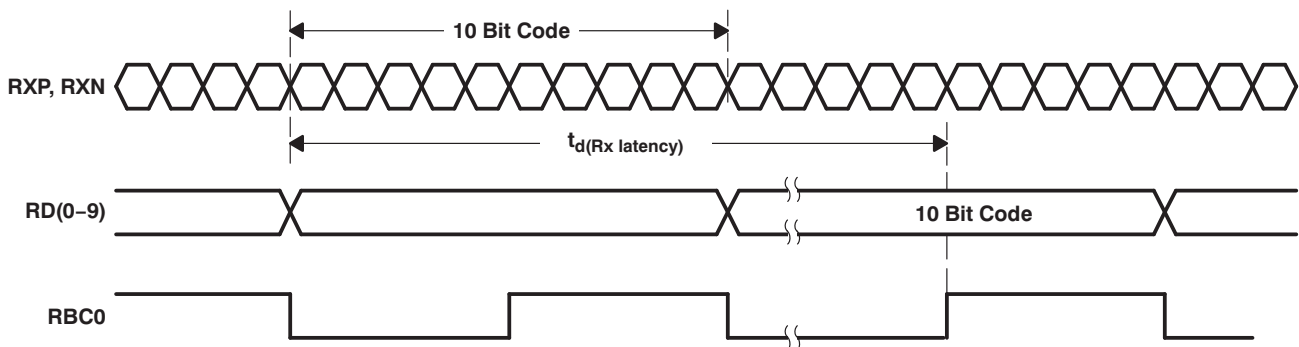 10 Bit Code
RXP, RXN
td(Rx latency)
RD(0–9)
10 Bit Code
RBC0